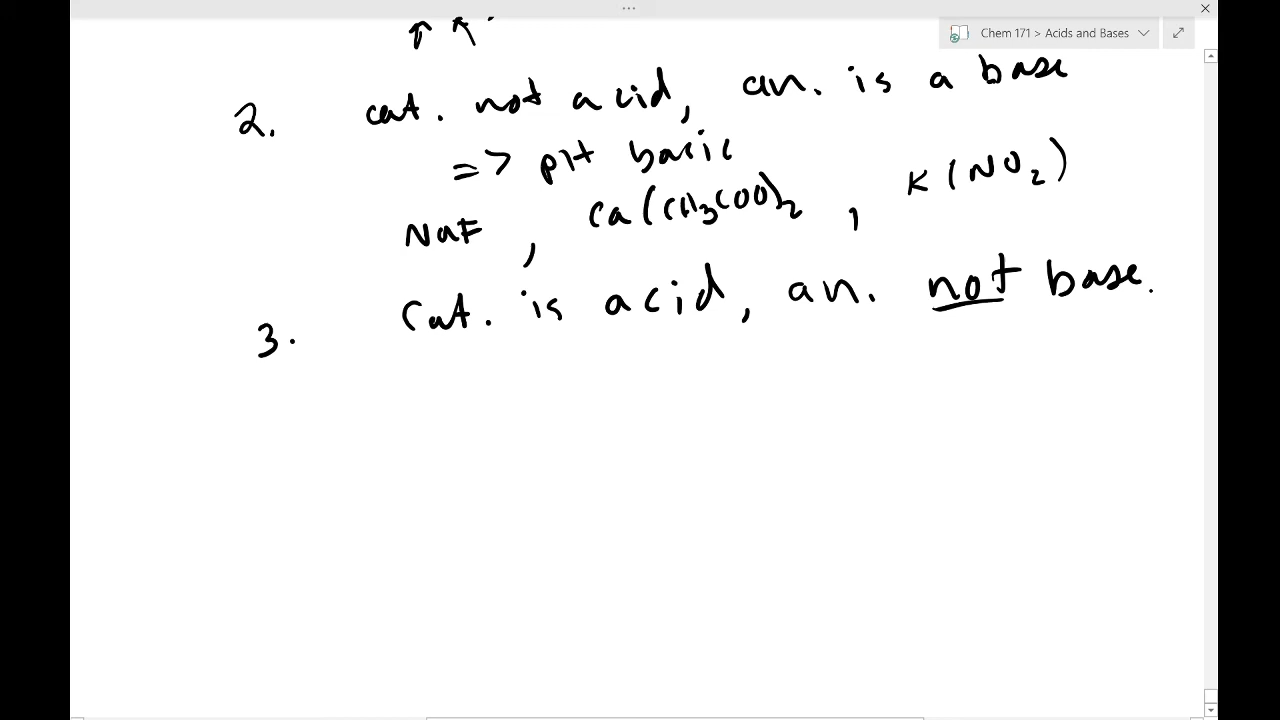 Chem 171 > Acids and Bases
2. cat. not acid, an. is a base
=> pH basic
NaF, Ca(CH3COO)2, K(NO2)
3. Cat. is acid, an. not base.